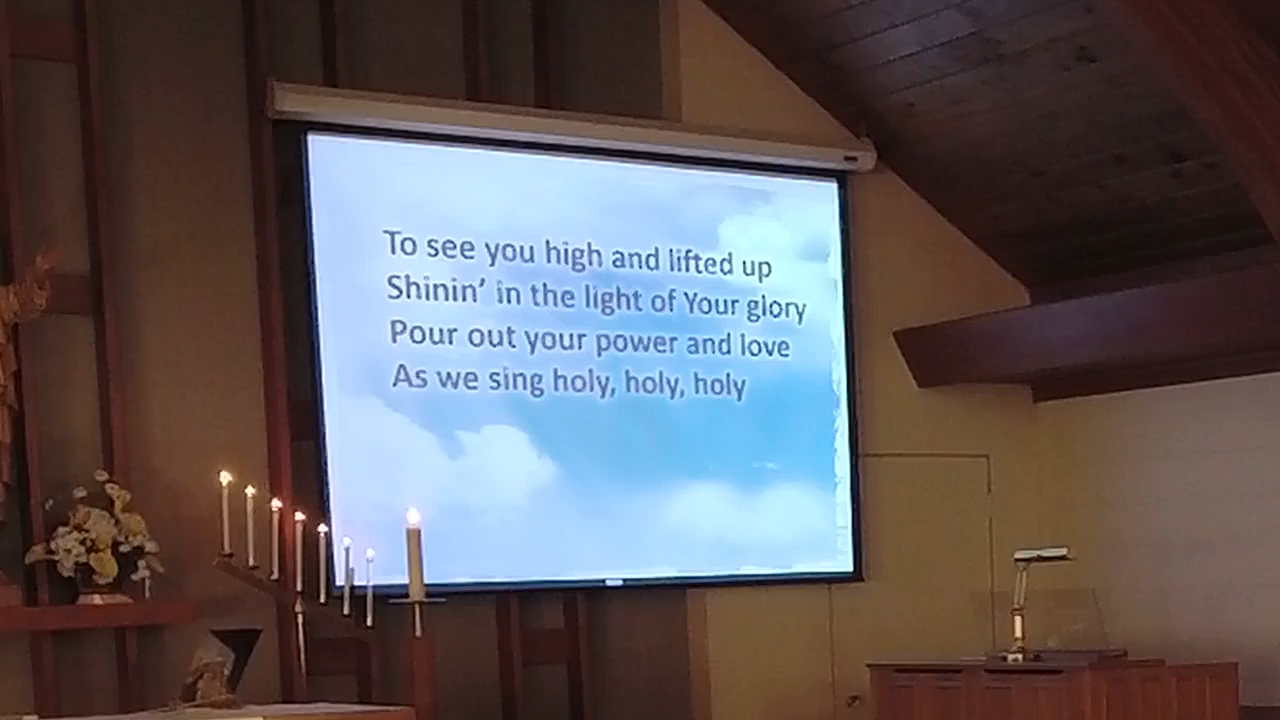 To see you high and lifted up
Shinin’ in the light of Your glory
Pour out your power and love
As we sing holy, holy, holy